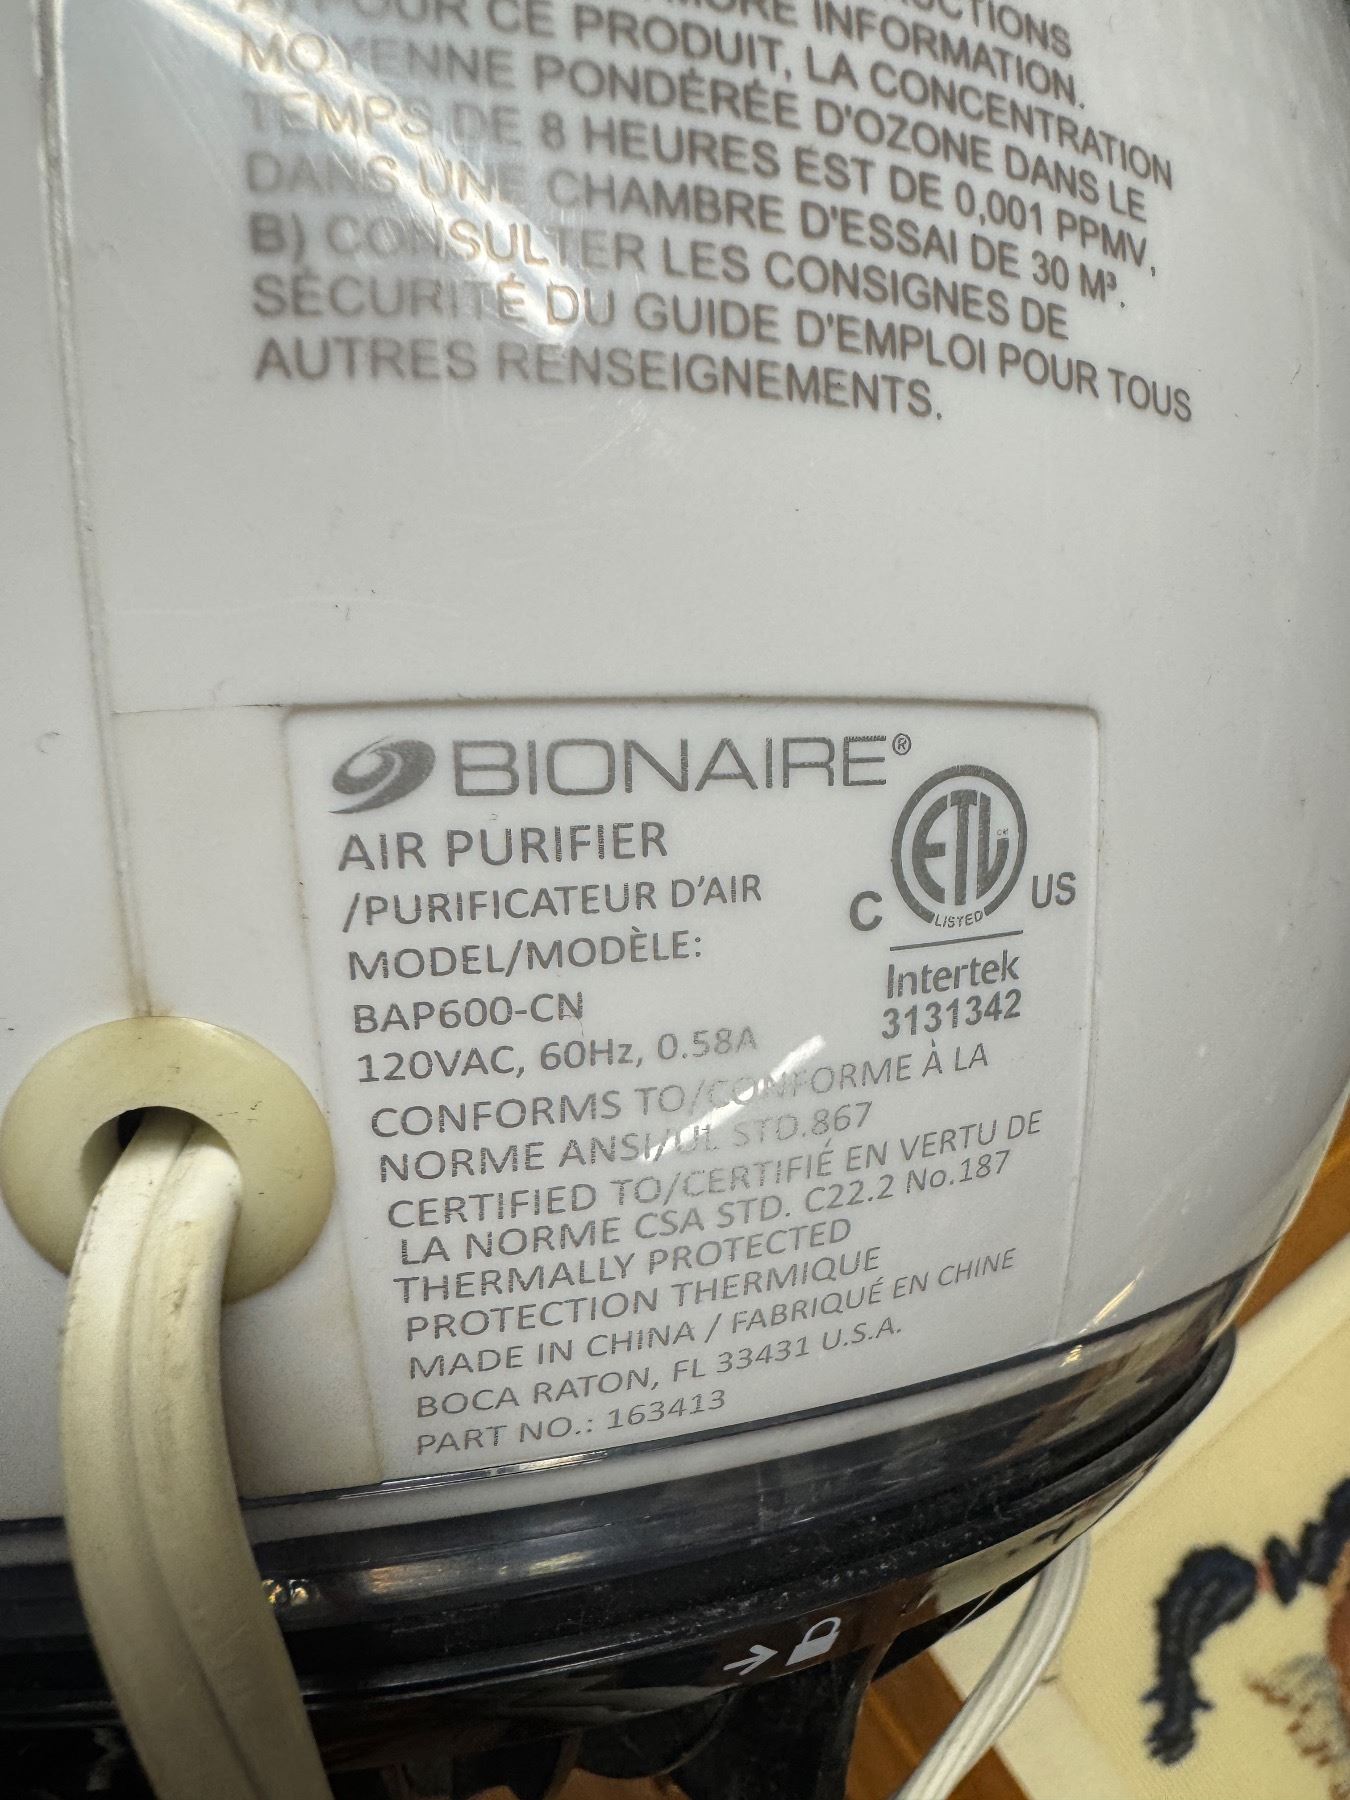 INFORMATION.
POUR CE PRODUIT, LA CONCENTRATION
MOYENNE PONDÉRÉE D'OZONE DANS LE
TEMPS DE 8 HEURES EST DE 0,001 PPMV,
DANS UNE CHAMBRE D'ESSAI DE 30 M³.
B) CONSULTER LES CONSIGNES DE
SÉCURITÉ DU GUIDE D'EMPLOI POUR TOUS
AUTRES RENSEIGNEMENTS.
BIONAIRE®
AIR PURIFIER
/PURIFICATEUR D'AIR
MODEL/MODÈLE:
BAP600-CN
120VAC, 60Hz, 0.58A
C ETL US
LISTED
Intertek
3131342
CONFORMS TO/CONFORME À LA
NORME ANSI/UL STD.867
CERTIFIED TO/CERTIFIÉ EN VERTU DE
LA NORME CSA STD. C22.2 No.187
THERMALLY PROTECTED
PROTECTION THERMIQUE
MADE IN CHINA / FABRIQUÉ EN CHINE
BOCA RATON, FL 33431 U.S.A.
PART NO.: 163413